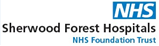 NHS
Sherwood Forest Hospitals
NHS Foundation Trust